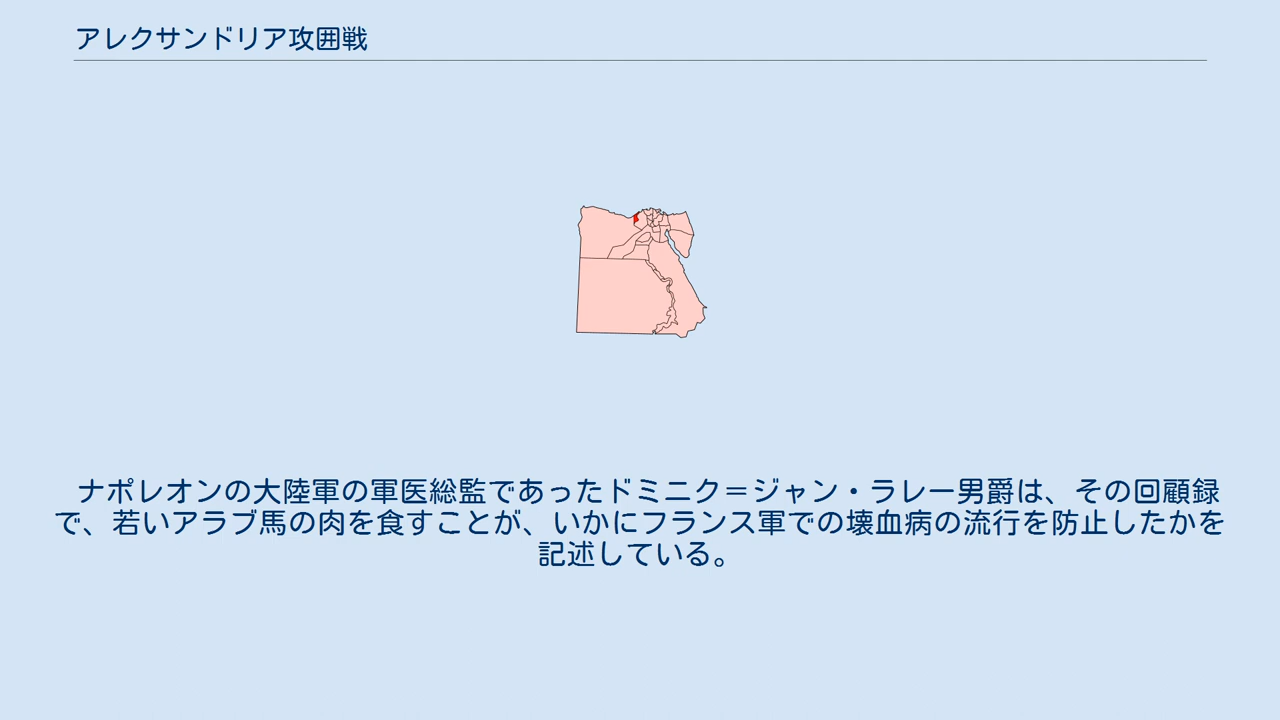 アレクサンドリア攻囲戦
ナポレオンの大陸軍の軍医総監であったドミニク＝ジャン・ラレー男爵は、その回顧録
で、若いアラブ馬の肉を食すことが、いかにフランス軍での壊血病の流行を防止したかを
記述している。